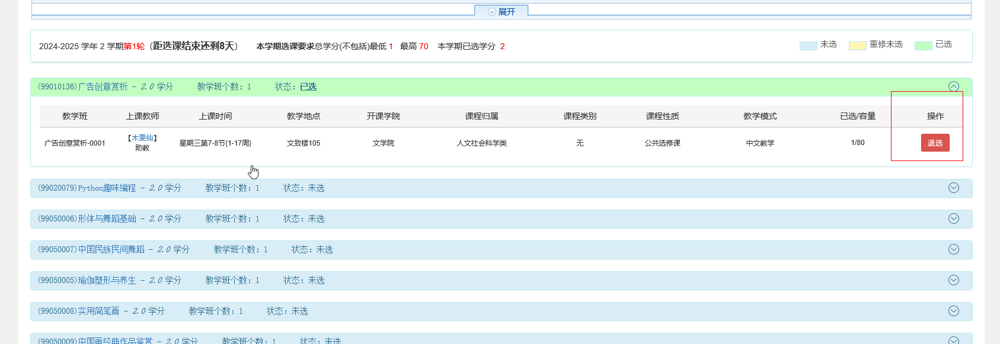 展开
2024-2025 学年 2 学期第1轮（距选课结束还剩8天） 本学期选课要求总学分(不包括)最低 1 最高 70 本学期已选学分 2 未选 重修未选 已选
(99010136)广告创意赏析 - 2.0 学分 教学班个数：1 状态：已选
教学班 上课教师 上课时间 教学地点 开课学院 课程归属 课程类别 课程性质 教学模式 已选/容量 操作
广告创意赏析-0001 【木雯仙】 星期三第7-8节{1-17周} 文致楼105 文学院 人文社会科学类 无 公共选修课 中文教学 1/80 退选
助教
(99020079)Python趣味编程 - 2.0 学分 教学班个数：1 状态：未选
(99050006)形体与舞蹈基础 - 2.0 学分 教学班个数：1 状态：未选
(99050007)中国民族民间舞蹈 - 2.0 学分 教学班个数：1 状态：未选
(99050005)瑜伽塑形与养生 - 2.0 学分 教学班个数：1 状态：未选
(99050008)实用简笔画 - 2.0 学分 教学班个数：1 状态：未选
(99050009)中国画经典作品鉴赏 - 2.0 学分 教学班个数：1 状态：未选